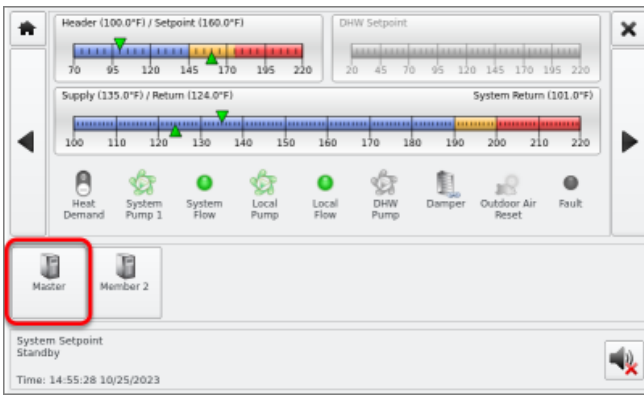 Header (100.0°F) / Setpoint (160.0°F)
DHW Setpoint
70 95 120 145 170 195 220
20 45 70 95 120 145 170 195 220
Supply (135.0°F) / Return (124.0°F) System Return (101.0°F)
100 110 120 130 140 150 160 170 180 190 200 210 220
Heat Demand
System Pump 1
System Flow
Local Pump
Local Flow
DHW Pump
Damper
Outdoor Air Reset
Fault
Master
Member 2
System Setpoint
Standby
Time: 14:55:28 10/25/2023